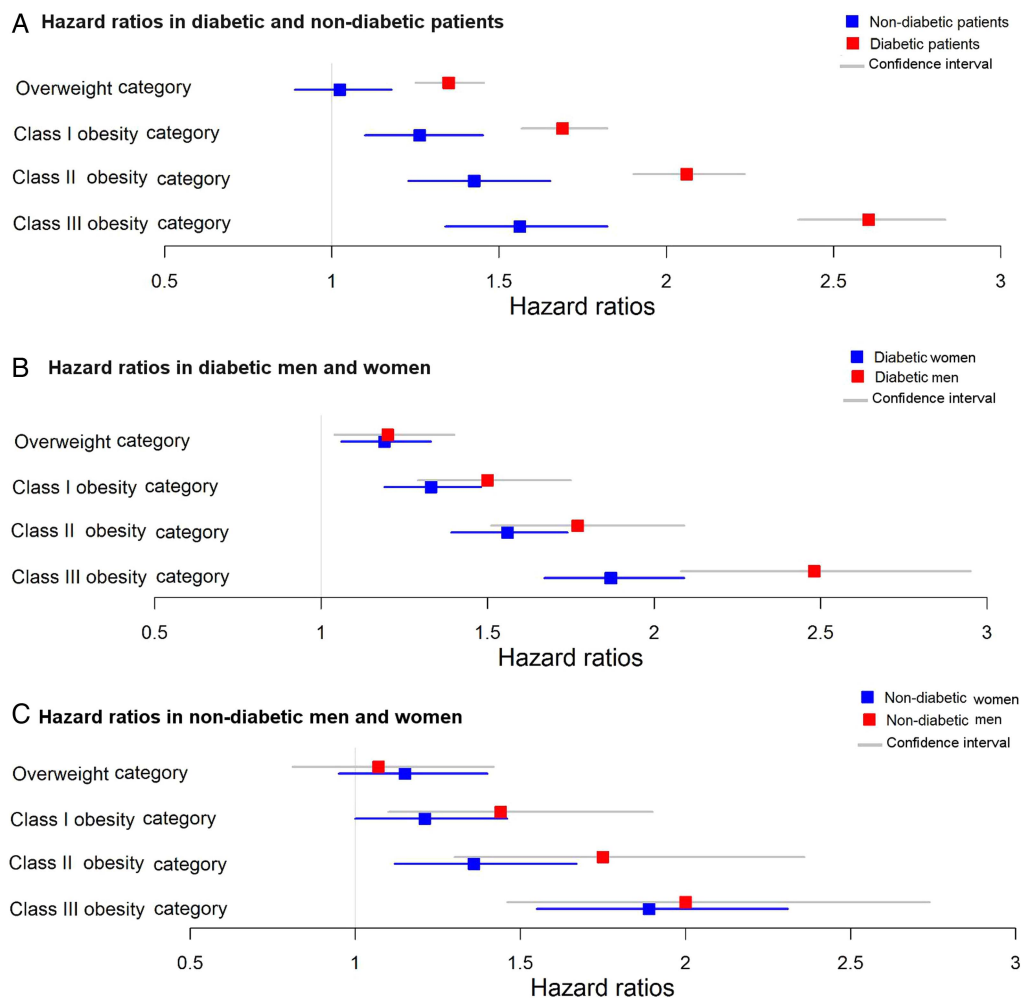 A Hazard ratios in diabetic and non-diabetic patients
Non-diabetic patients
Diabetic patients
Confidence interval
Overweight category
Class I obesity category
Class II obesity category
Class III obesity category
0.5 1 1.5 2 2.5 3
Hazard ratios
B Hazard ratios in diabetic men and women
Diabetic women
Diabetic men
Confidence interval
Overweight category
Class I obesity category
Class II obesity category
Class III obesity category
0.5 1 1.5 2 2.5 3
Hazard ratios
C Hazard ratios in non-diabetic men and women
Non-diabetic women
Non-diabetic men
Confidence interval
Overweight category
Class I obesity category
Class II obesity category
Class III obesity category
0.5 1 1.5 2 2.5 3
Hazard ratios